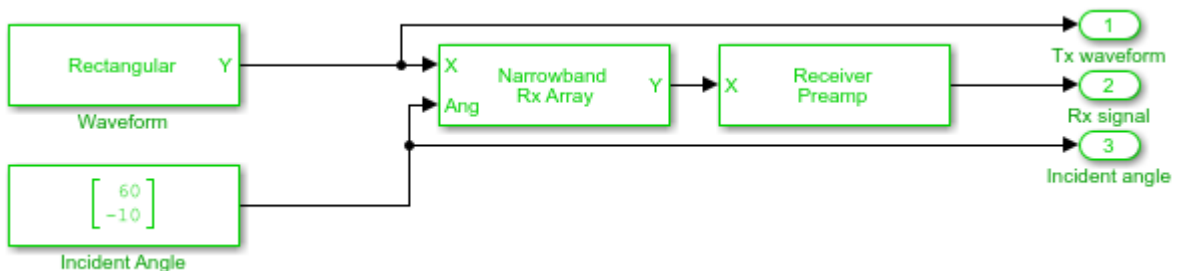 Rectangular
Y
Waveform
60
-10
Incident Angle
X
Ang
Narrowband
Rx Array
Y
X
Receiver
Preamp
1
Tx waveform
2
Rx signal
3
Incident angle